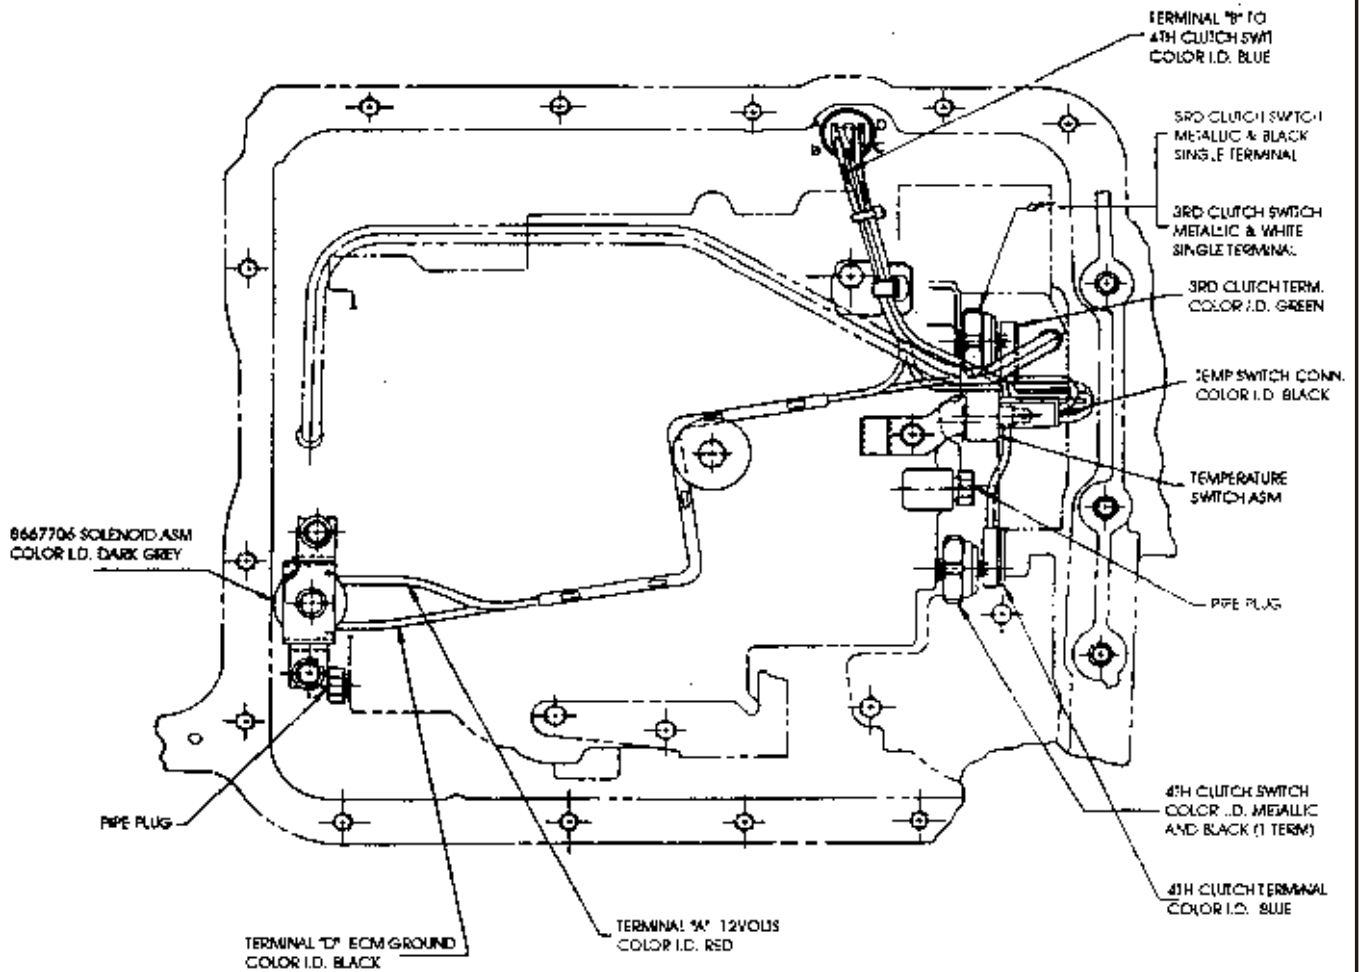 TERMINAL "B" TO
4TH CLUTCH SWIT
COLOR I.D. BLUE
3RD CLUTCH SWITCH
METALLIC & BLACK
SINGLE TERMINAL
3RD CLUTCH SWITCH
METALLIC & WHITE
SINGLE TERMINAL
3RD CLUTCH TERM.
COLOR I.D. GREEN
TEMP SWITCH CONN.
COLOR I.D. BLACK
TEMPERATURE
SWITCH ASM
PIPE PLUG
4TH CLUTCH SWITCH
COLOR I.D. METALLIC
AND BLACK (1 TERM)
4TH CLUTCH TERMINAL
COLOR I.D. BLUE
D
B
C
8667706 SOLENOID ASM
COLOR I.D. DARK GREY
PIPE PLUG
TERMINAL "D" ECM GROUND
COLOR I.D. BLACK
TERMINAL "A" 12VOLTS
COLOR I.D. RED